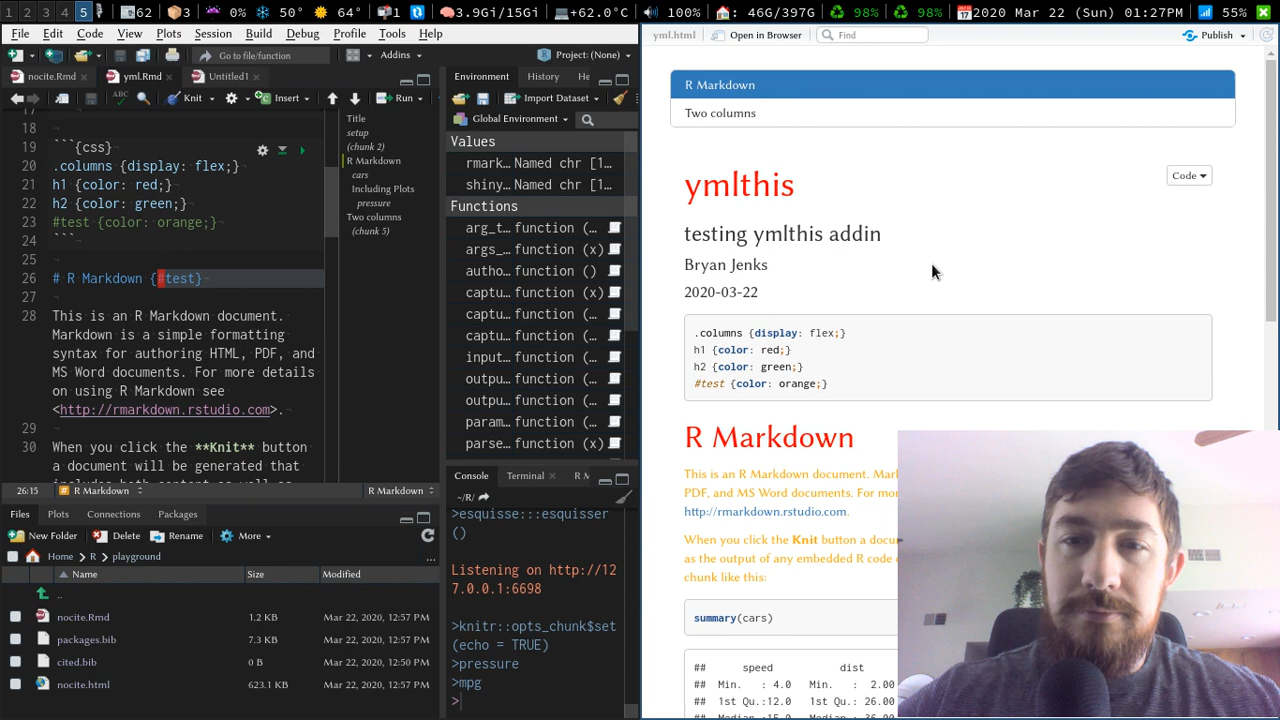 1 2 3 4 5 62 3 0% 50° 64° 1 3.9Gi/15Gi +62.0°C 100% : 46G/397G 98% 98% 2020 Mar 22 (Sun) 01:27PM 55%
File Edit Code View Plots Session Build Debug Profile Tools Help
Go to file/function Addins Project: (None)
nocite.Rmd yml.Rmd Untitled1
Knit Insert Run
18
19 ```{css}
20 .columns {display: flex;}
21 h1 {color: red;}
22 h2 {color: green;}
23 #test {color: orange;}
24 ```
25
26 # R Markdown {#test}
27
28 This is an R Markdown document.
Markdown is a simple formatting
syntax for authoring HTML, PDF, and
MS Word documents. For more details
on using R Markdown see
<http://rmarkdown.rstudio.com>.
29
30 When you click the **Knit** button
a document will be generated that
26:15 R Markdown R Markdown
Title
setup
(chunk 2)
R Markdown
cars
Including Plots
pressure
Two columns
(chunk 5)
Files Plots Connections Packages
New Folder Delete Rename More
Home R playground ...
Name Size Modified
..
nocite.Rmd 1.2 KB Mar 22, 2020, 12:57 PM
packages.bib 7.3 KB Mar 22, 2020, 12:57 PM
cited.bib 0 B Mar 22, 2020, 12:50 PM
nocite.html 623.1 KB Mar 22, 2020, 12:57 PM
Environment History
Import Dataset
Global Environment
Values
rmark… Named chr [1…
shiny… Named chr [1…
Functions
arg_t… function (…
args_… function (x)
autho… function ()
captu… function (x)
captu… function (…
captu… function (…
input… function (…
outpu… function (…
outpu… function (…
param… function (…
parse… function (x)
Console Terminal R M
~/R/
>esquisse:::esquisser
()
Listening on http://12
7.0.0.1:6698
>knitr::opts_chunk$set
(echo = TRUE)
>pressure
>mpg
>
yml.html Open in Browser Find Publish
R Markdown
Two columns
ymlthis
Code
testing ymlthis addin
Bryan Jenks
2020-03-22
.columns {display: flex;}
h1 {color: red;}
h2 {color: green;}
#test {color: orange;}
R Markdown
This is an R Markdown document. Mark
PDF, and MS Word documents. For mor
http://rmarkdown.rstudio.com.
When you click the Knit button a docu
as the output of any embedded R code
chunk like this:
summary(cars)
## speed dist
## Min. : 4.0 Min. : 2.00
## 1st Qu.:12.0 1st Qu.: 26.00
## Median :15.0 Median : 36.00